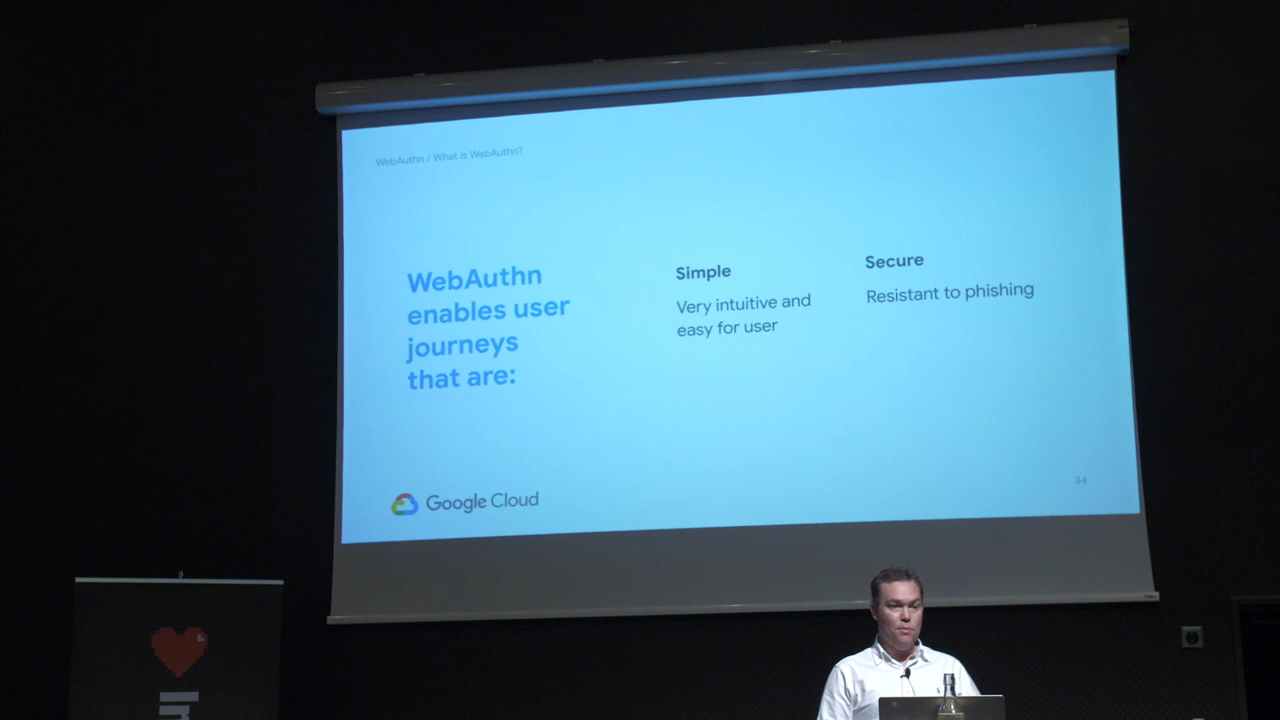 WebAuthn / What is WebAuthn?
WebAuthn
enables user
journeys
that are:
Simple
Very intuitive and
easy for user
Secure
Resistant to phishing
Google Cloud
34